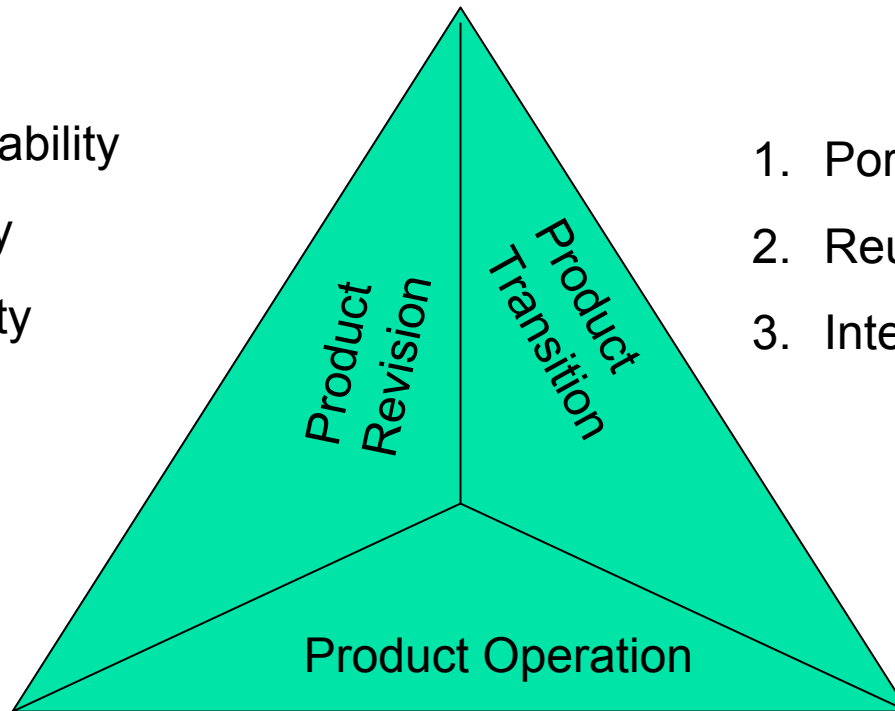 ability
y
ty
1. Por
2. Reu
3. Inte
Product
Revision
Product
Transition
Product Operation